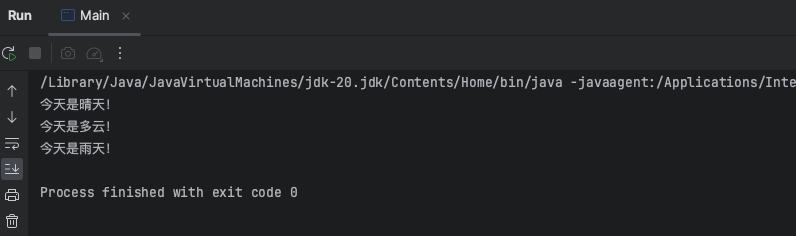 Run Main
/Library/Java/JavaVirtualMachines/jdk-20.jdk/Contents/Home/bin/java -javaagent:/Applications/Inte
今天是晴天!
今天是多云!
今天是雨天!
Process finished with exit code 0